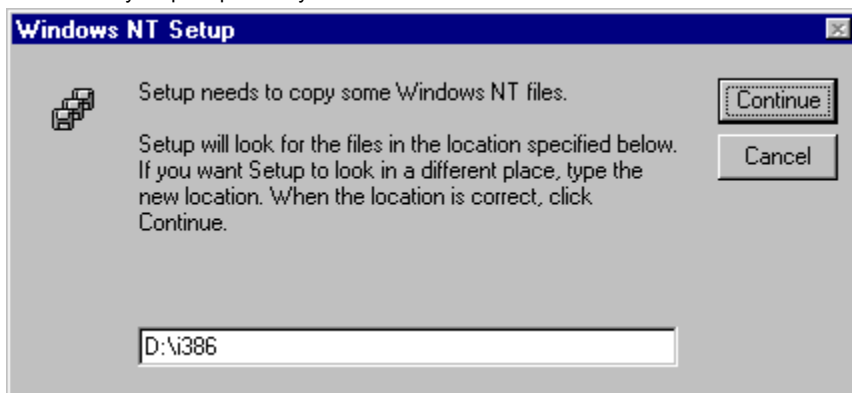 Windows NT Setup
Setup needs to copy some Windows NT files.
Continue
Setup will look for the files in the location specified below.
If you want Setup to look in a different place, type the
new location. When the location is correct, click
Continue.
Cancel
D:\i386